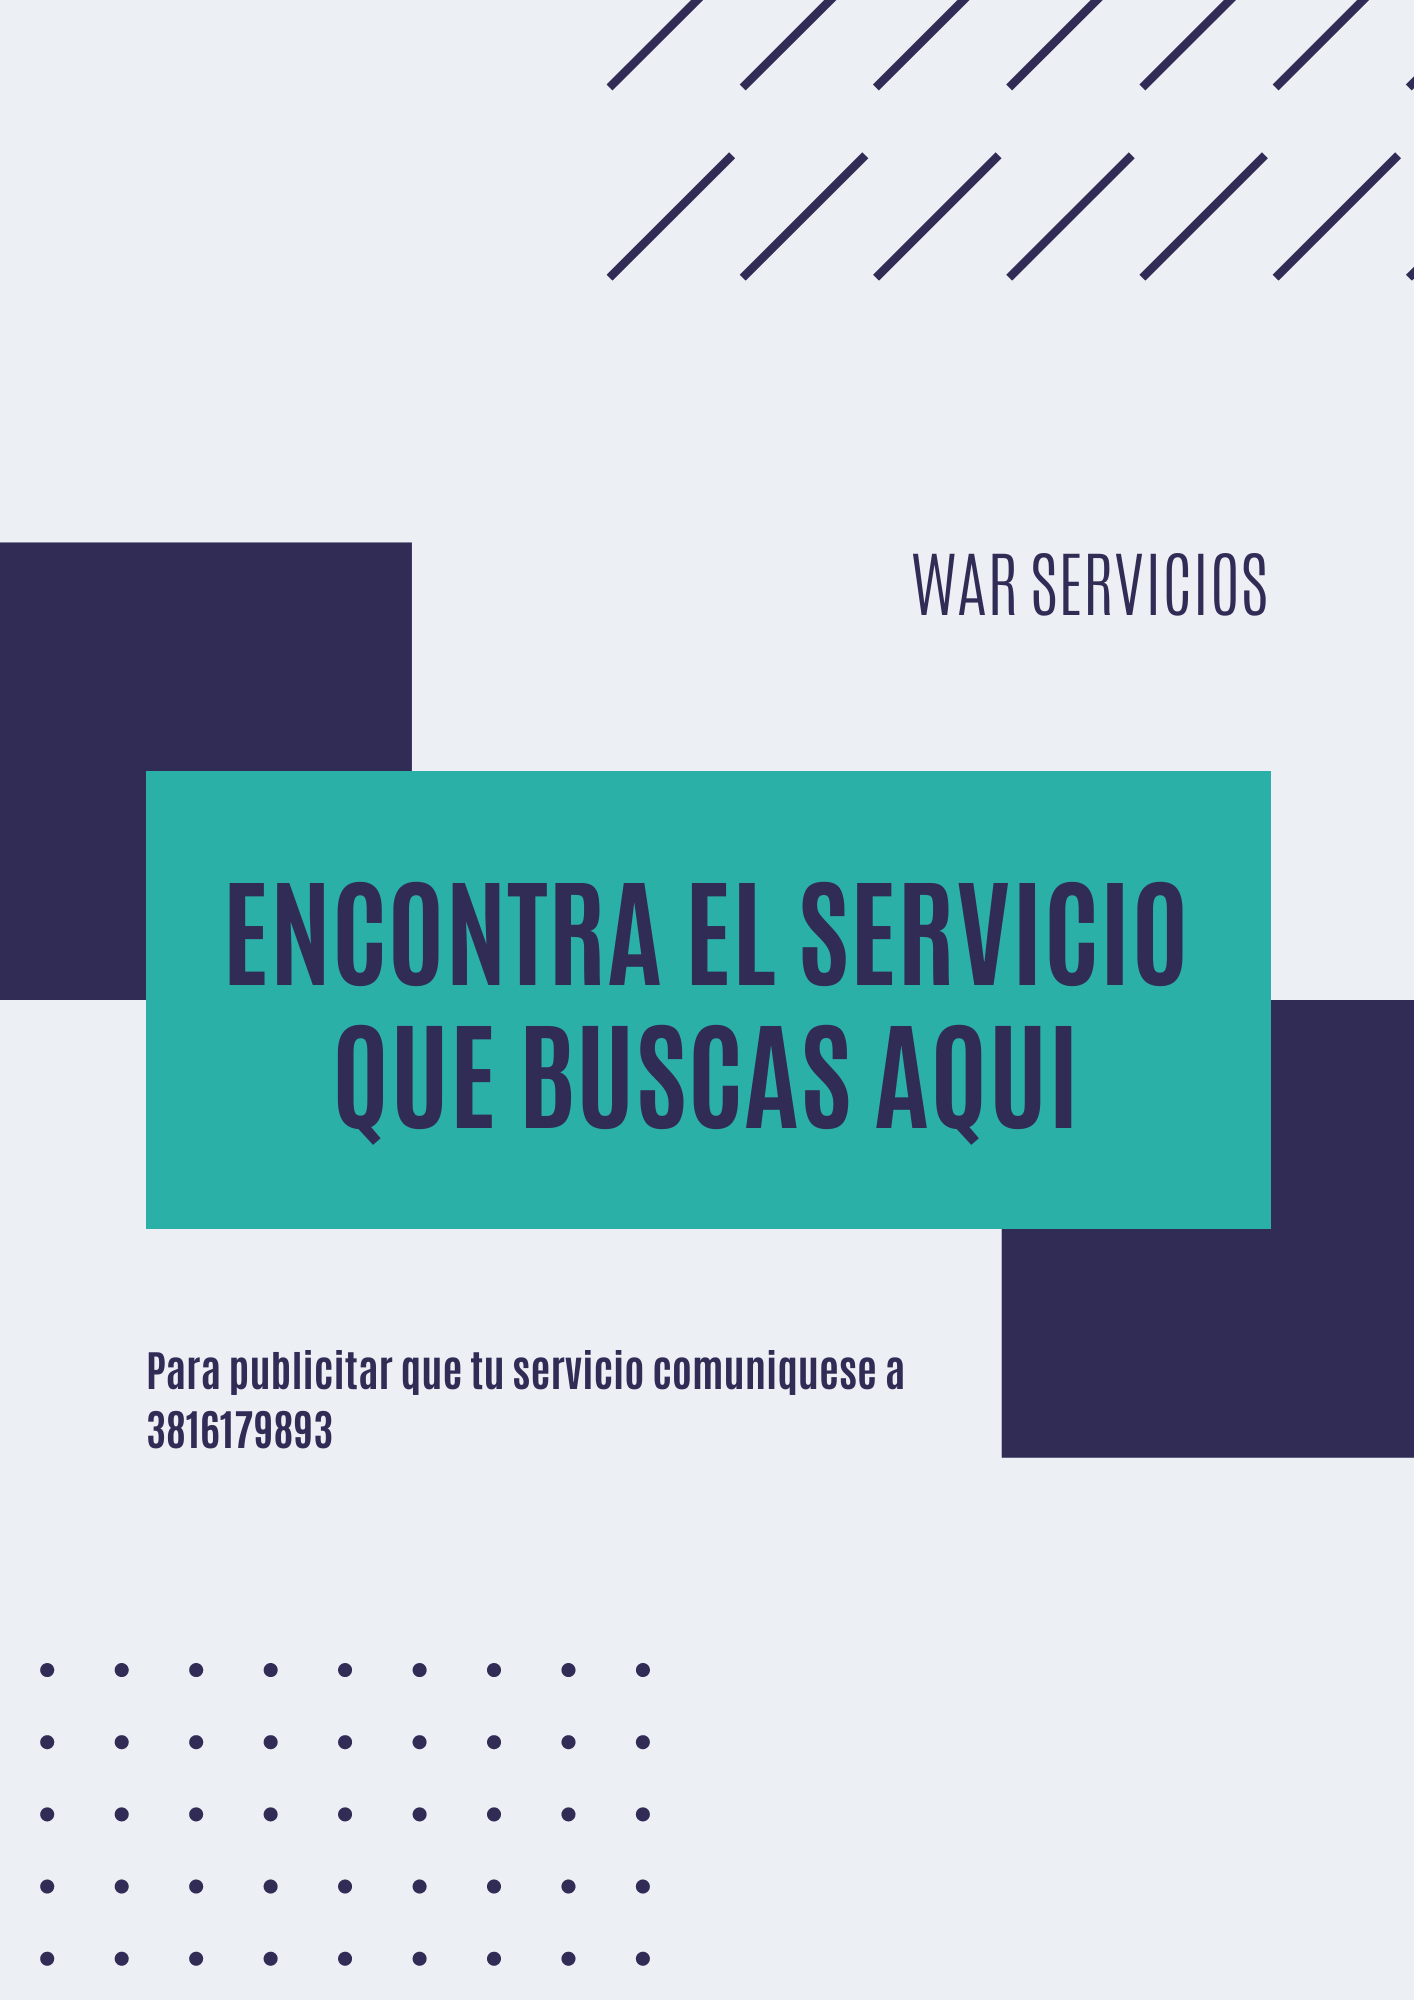 WAR SERVICIOS
ENCONTRA EL SERVICIO
QUE BUSCAS AQUI
Para publicitar que tu servicio comuniquese a
3816179893